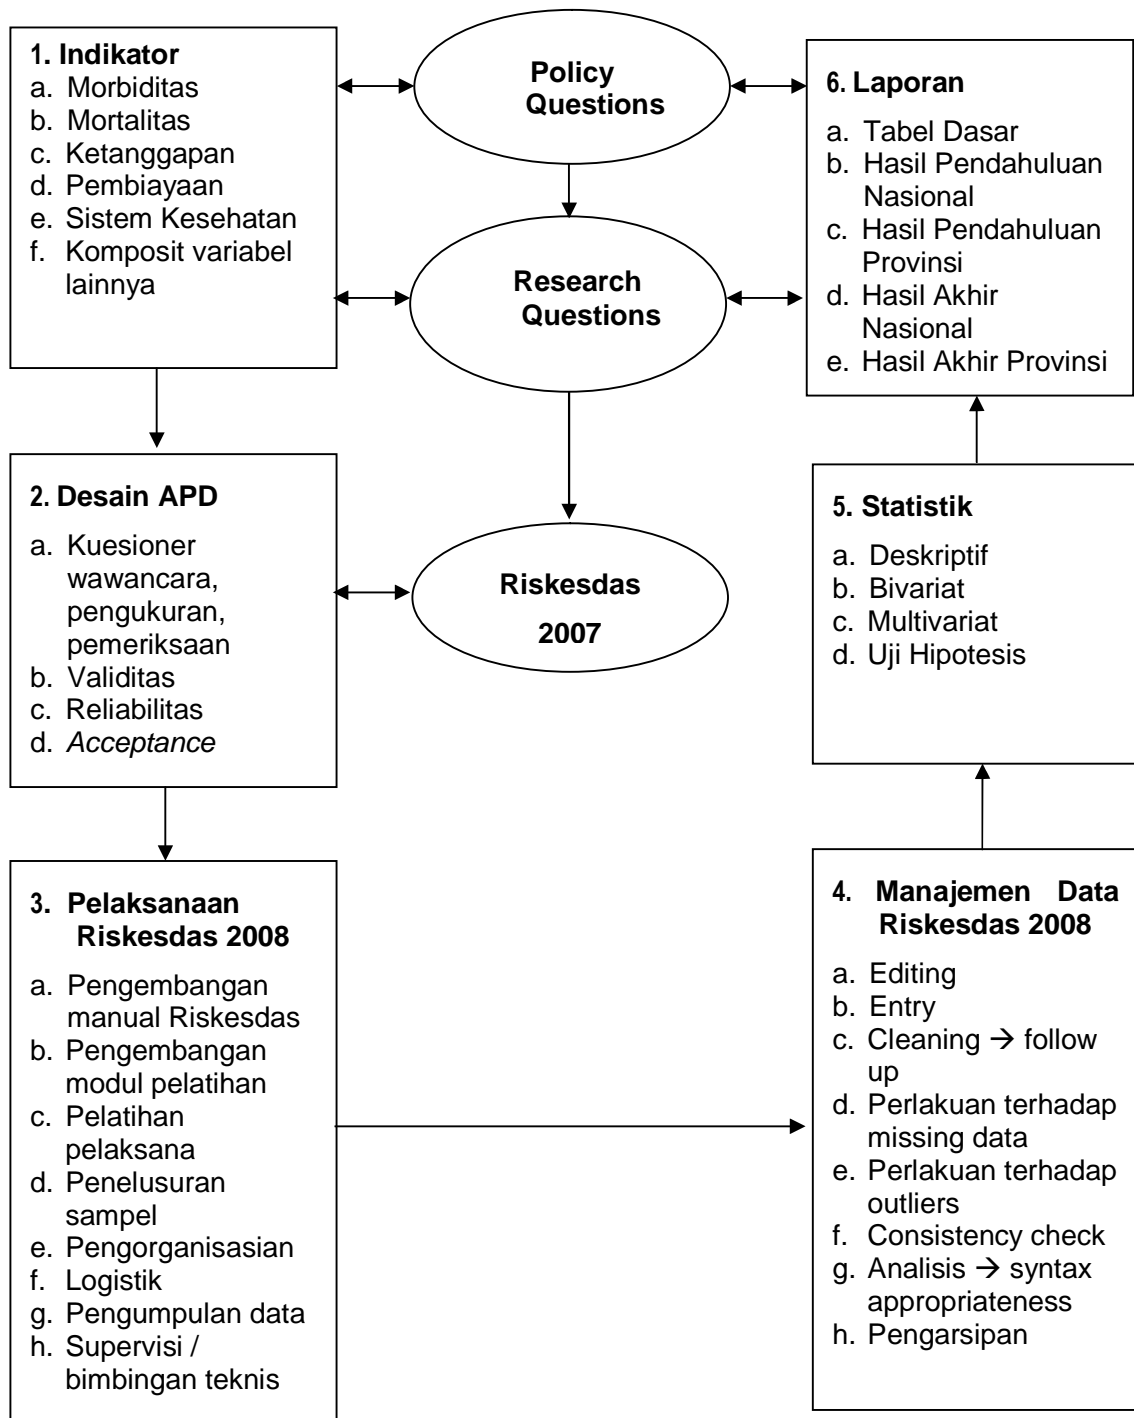 1. Indikator
a. Morbiditas
b. Mortalitas
c. Ketanggapan
d. Pembiayaan
e. Sistem Kesehatan
f. Komposit variabel
lainnya
Policy
Questions
Research
Questions
Riskesdas
2007
2. Desain APD
a. Kuesioner
wawancara,
pengukuran,
pemeriksaan
b. Validitas
c. Reliabilitas
d. Acceptance
3. Pelaksanaan
Riskesdas 2008
a. Pengembangan
manual Riskesdas
b. Pengembangan
modul pelatihan
c. Pelatihan
pelaksana
d. Penelusuran
sampel
e. Pengorganisasian
f. Logistik
g. Pengumpulan data
h. Supervisi /
bimbingan teknis
4. Manajemen Data
Riskesdas 2008
a. Editing
b. Entry
c. Cleaning → follow
up
d. Perlakuan terhadap
missing data
e. Perlakuan terhadap
outliers
f. Consistency check
g. Analisis → syntax
appropriateness
h. Pengarsipan
5. Statistik
a. Deskriptif
b. Bivariat
c. Multivariat
d. Uji Hipotesis
6. Laporan
a. Tabel Dasar
b. Hasil Pendahuluan
Nasional
c. Hasil Pendahuluan
Provinsi
d. Hasil Akhir
Nasional
e. Hasil Akhir Provinsi